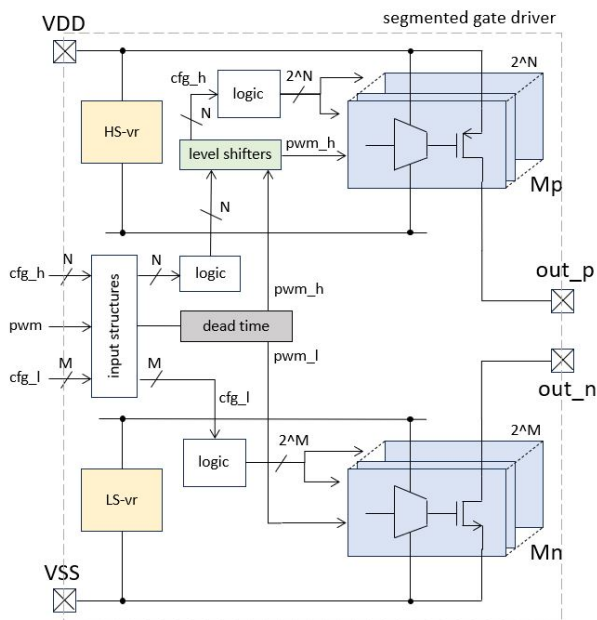 segmented gate driver
VDD
cfg_h
logic
2^N
2^N
N
HS-vr
level shifters
pwm_h
Mp
N
cfg_h
N
N
logic
out_p
input structures
pwm_h
pwm
dead time
pwm_l
cfg_l
M
M
cfg_l
out_n
2^M
logic
2^M
LS-vr
Mn
VSS